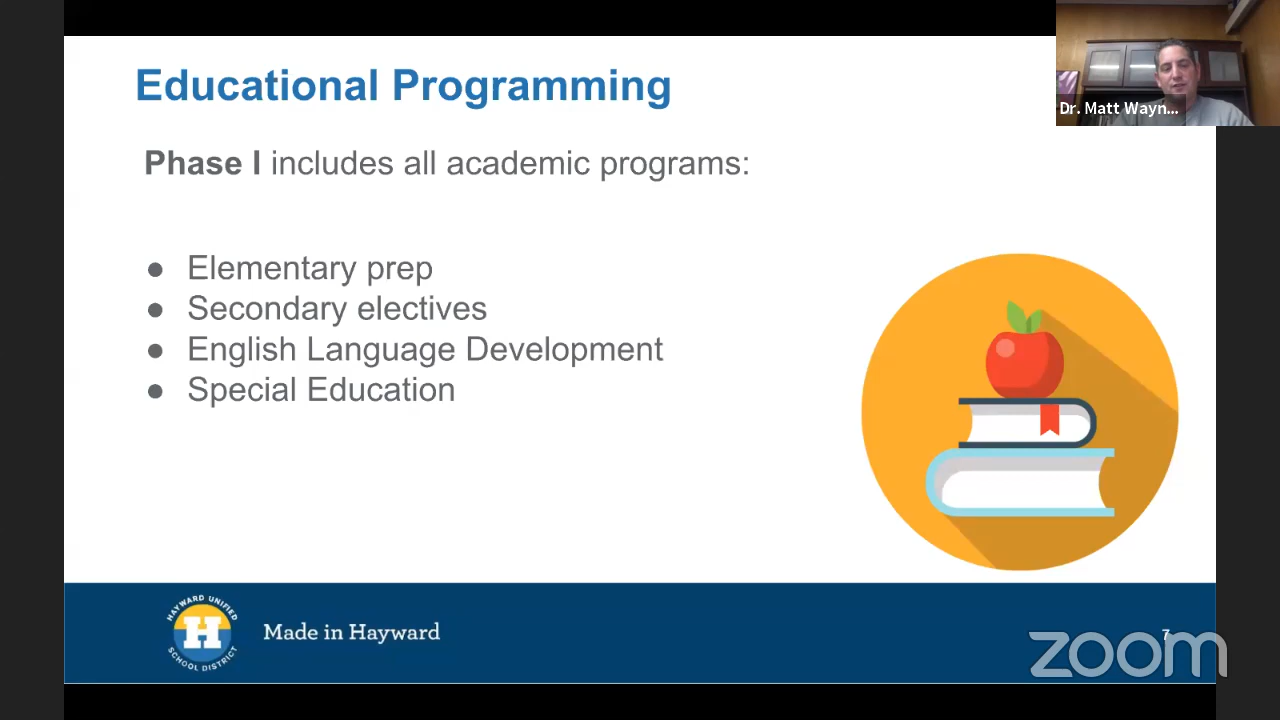 Educational Programming
Dr. Matt Wayn...
Phase I includes all academic programs:
● Elementary prep
● Secondary electives
● English Language Development
● Special Education
HAYWARD UNIFIED
H
SCHOOL DISTRICT
Made in Hayward
7
zoom